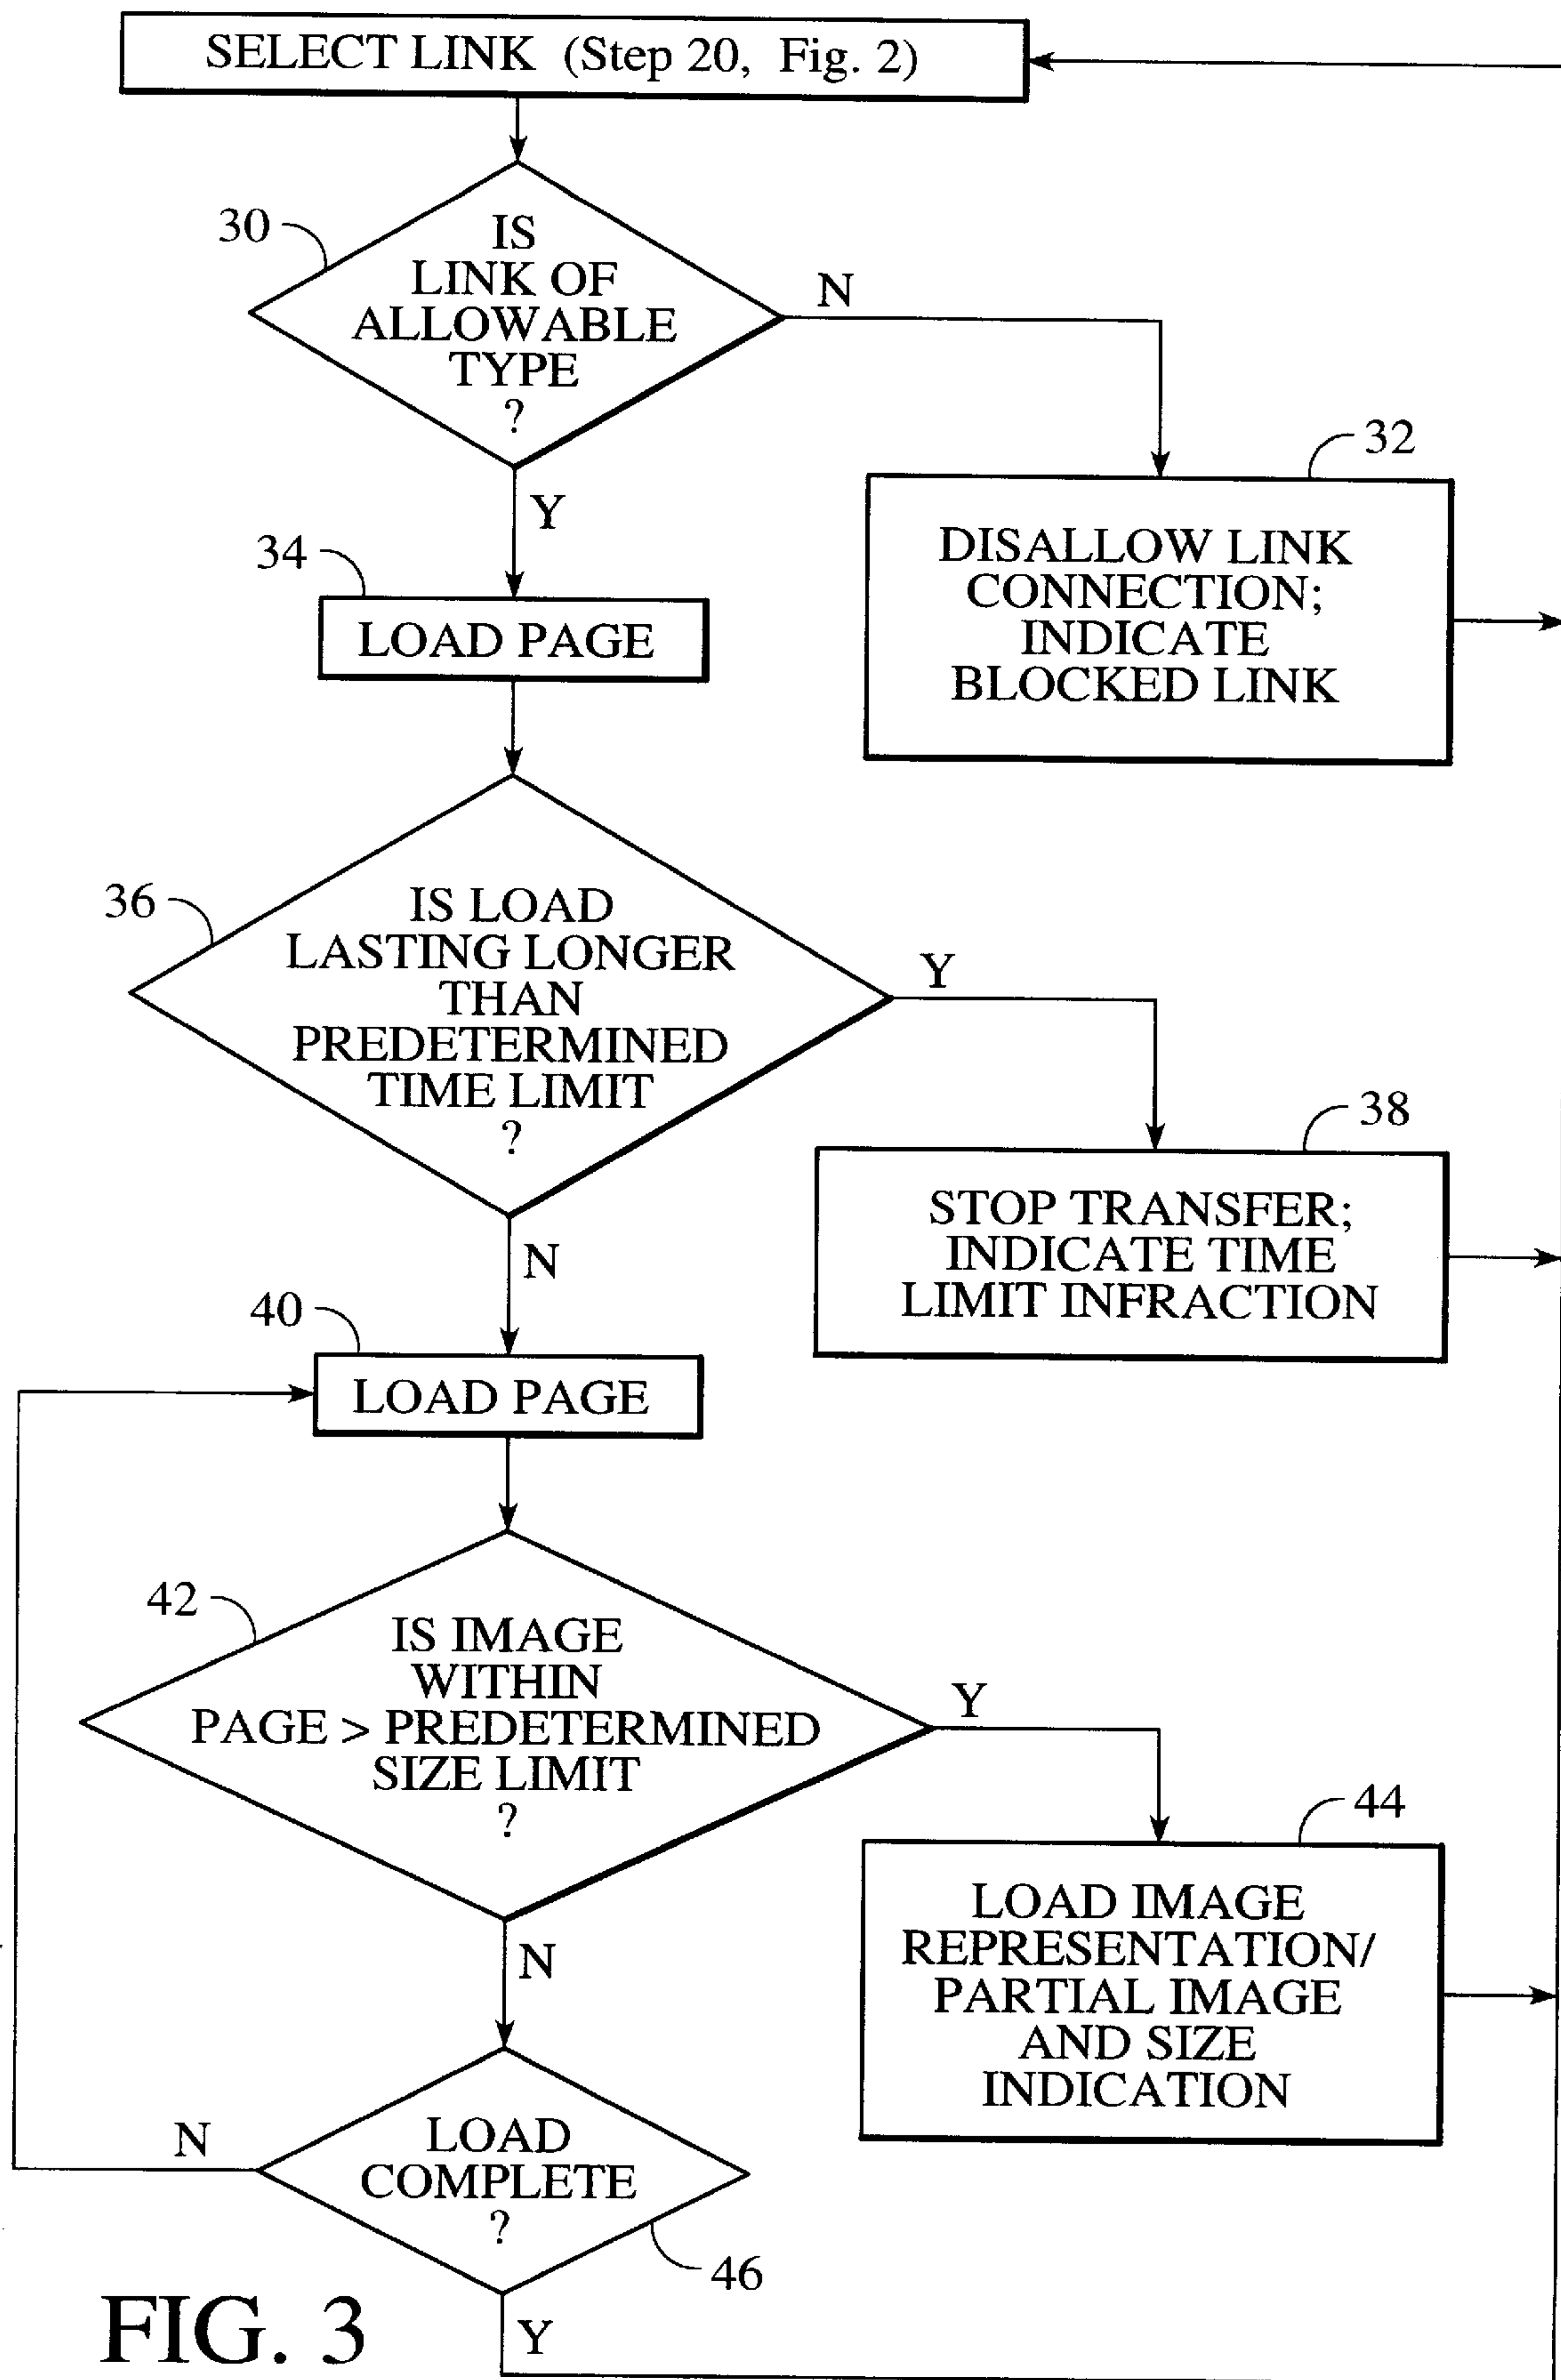 SELECT LINK (Step 20, Fig. 2)
30
IS
LINK OF
ALLOWABLE
TYPE
?
N
Y
32
DISALLOW LINK
CONNECTION;
INDICATE
BLOCKED LINK
34
LOAD PAGE
36
IS LOAD
LASTING LONGER
THAN
PREDETERMINED
TIME LIMIT
?
Y
N
38
STOP TRANSFER;
INDICATE TIME
LIMIT INFRACTION
40
LOAD PAGE
42
IS IMAGE
WITHIN
PAGE > PREDETERMINED
SIZE LIMIT
?
Y
N
44
LOAD IMAGE
REPRESENTATION/
PARTIAL IMAGE
AND SIZE
INDICATION
N
LOAD
COMPLETE
?
46
Y
FIG. 3